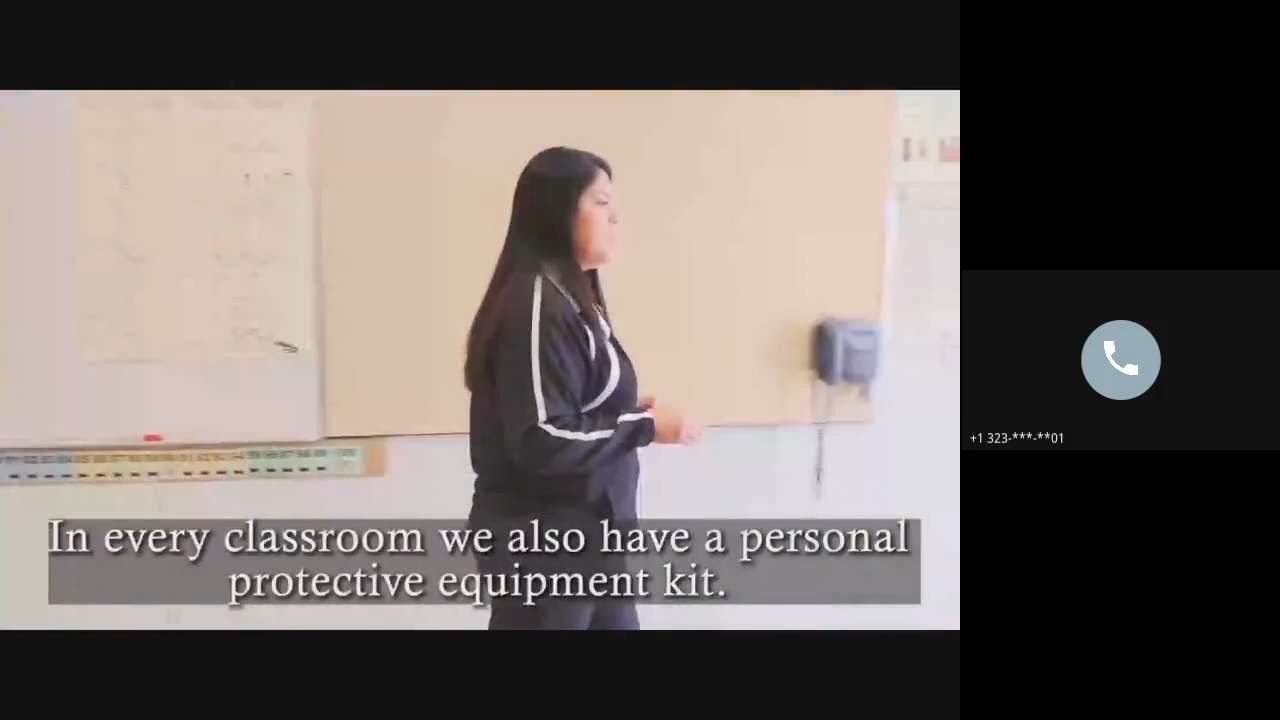 In every classroom we also have a personal
protective equipment kit.
+1 323-***-**01